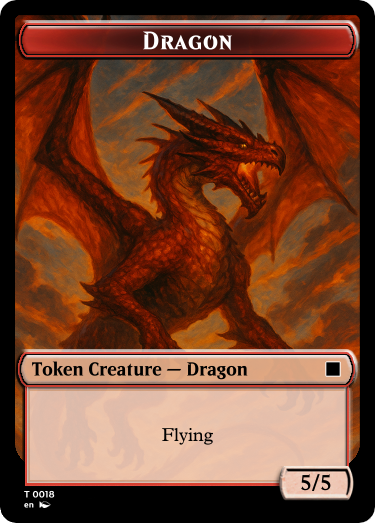 Dragon
Token Creature — Dragon
Flying
5/5
T 0018
en